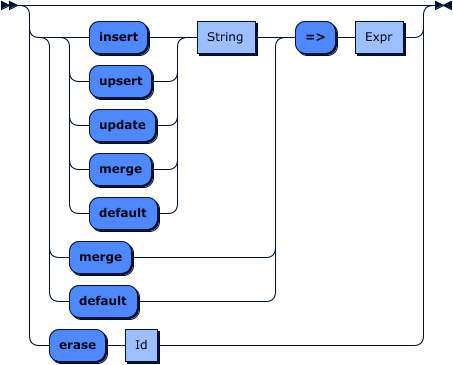 insert String => Expr
upsert
update
merge
default
merge
default
erase Id